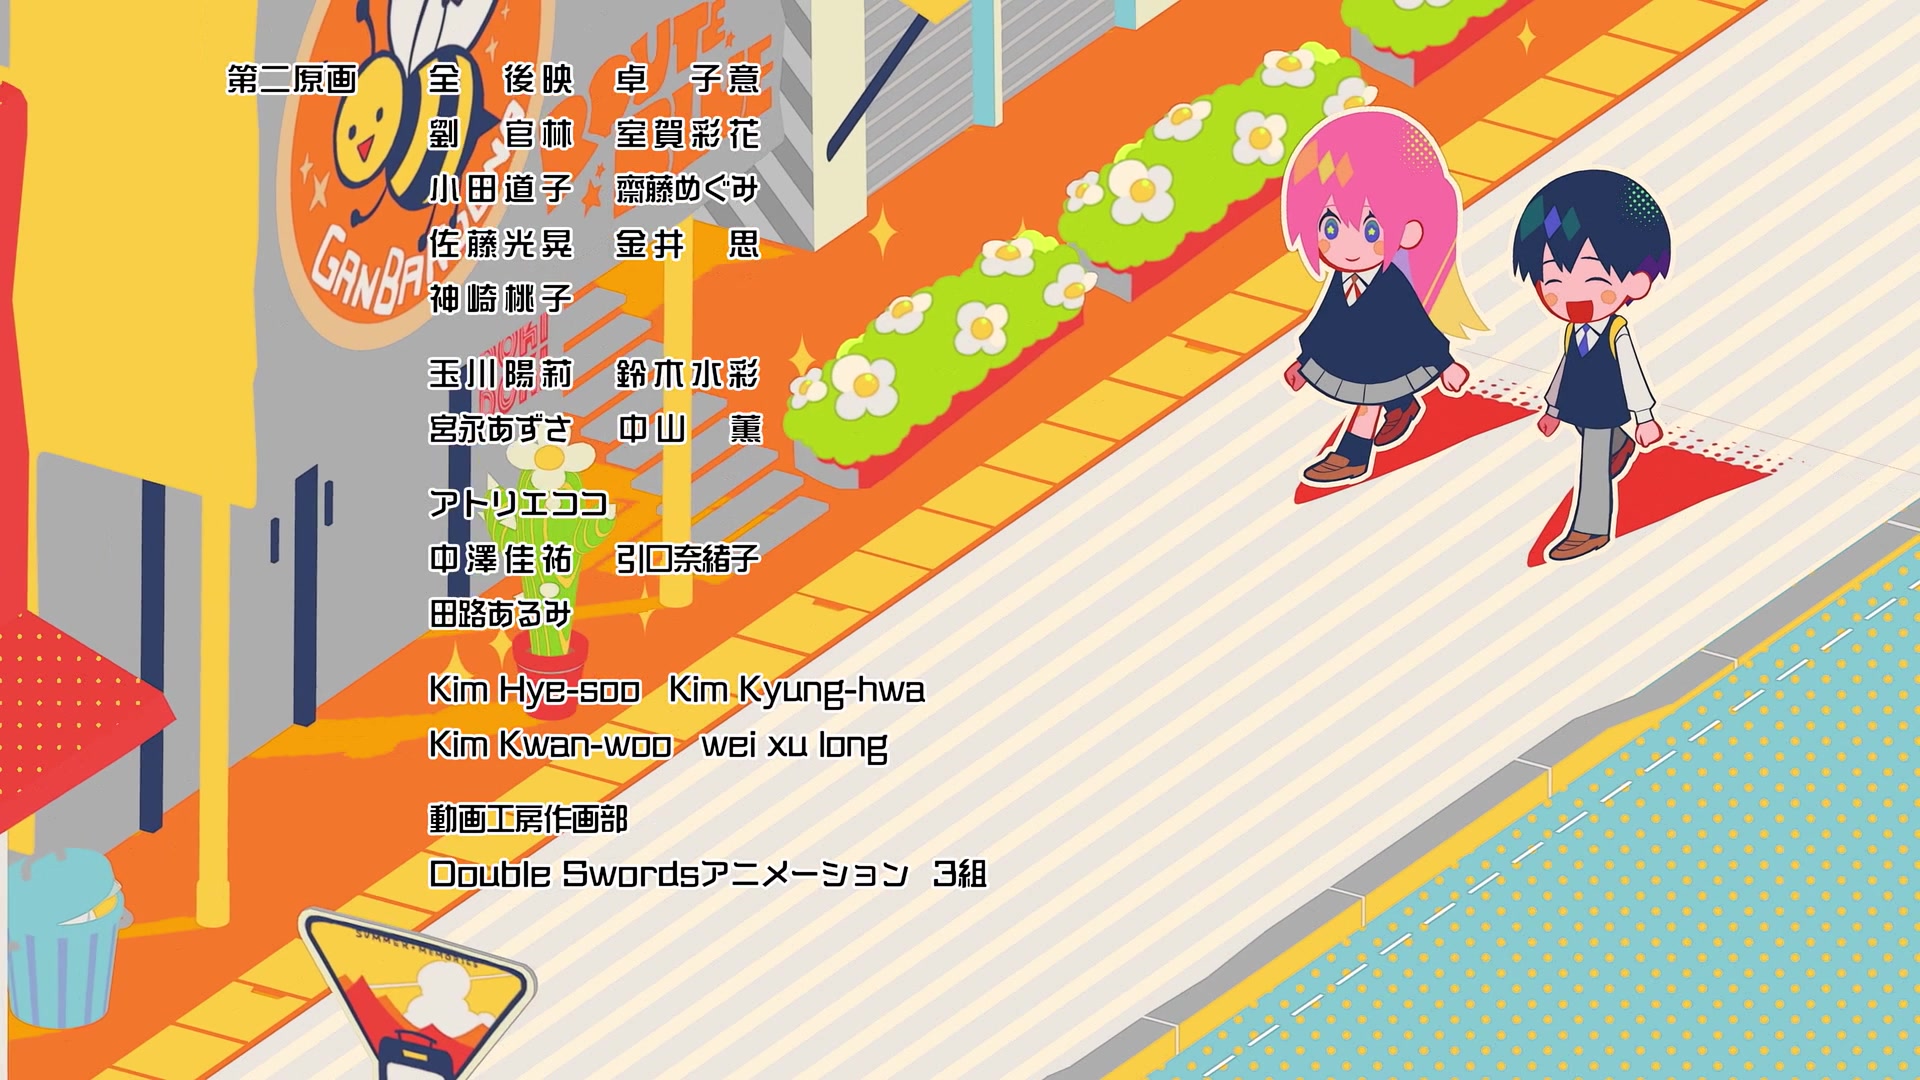 第二原画 全 後映 卓 子意
劉 官林 室賀彩花
小田道子 齋藤めぐみ
佐藤光晃 金井 思
神崎桃子
玉川陽莉 鈴木水彩
宮永あずさ 中山 薫
アトリエココ
中澤佳祐 引口奈緒子
田路あるみ
Kim Hye-soo Kim Kyung-hwa
Kim Kwan-woo wei xu long
動画工房作画部
Double Swordsアニメーション 3組
SUMMER・MEMORIES